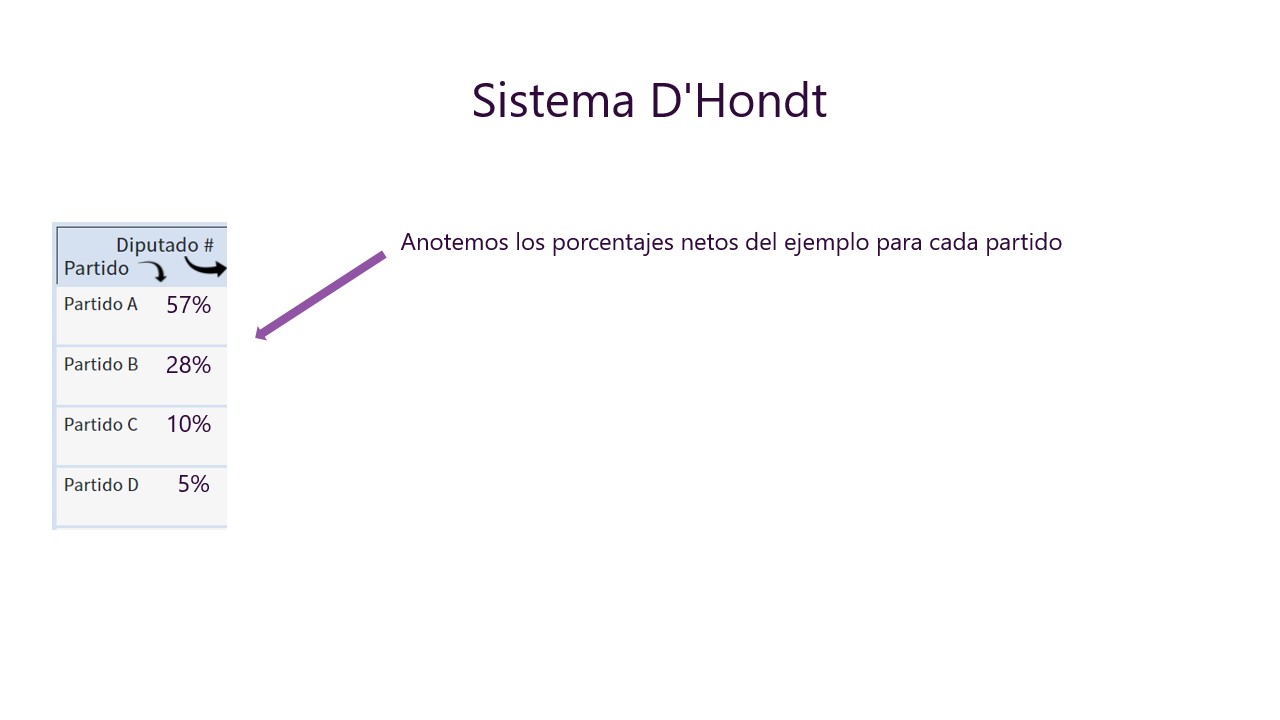 Sistema D'Hondt
Anotemos los porcentajes netos del ejemplo para cada partido
Diputado #
Partido
Partido A 57%
Partido B 28%
Partido C 10%
Partido D 5%